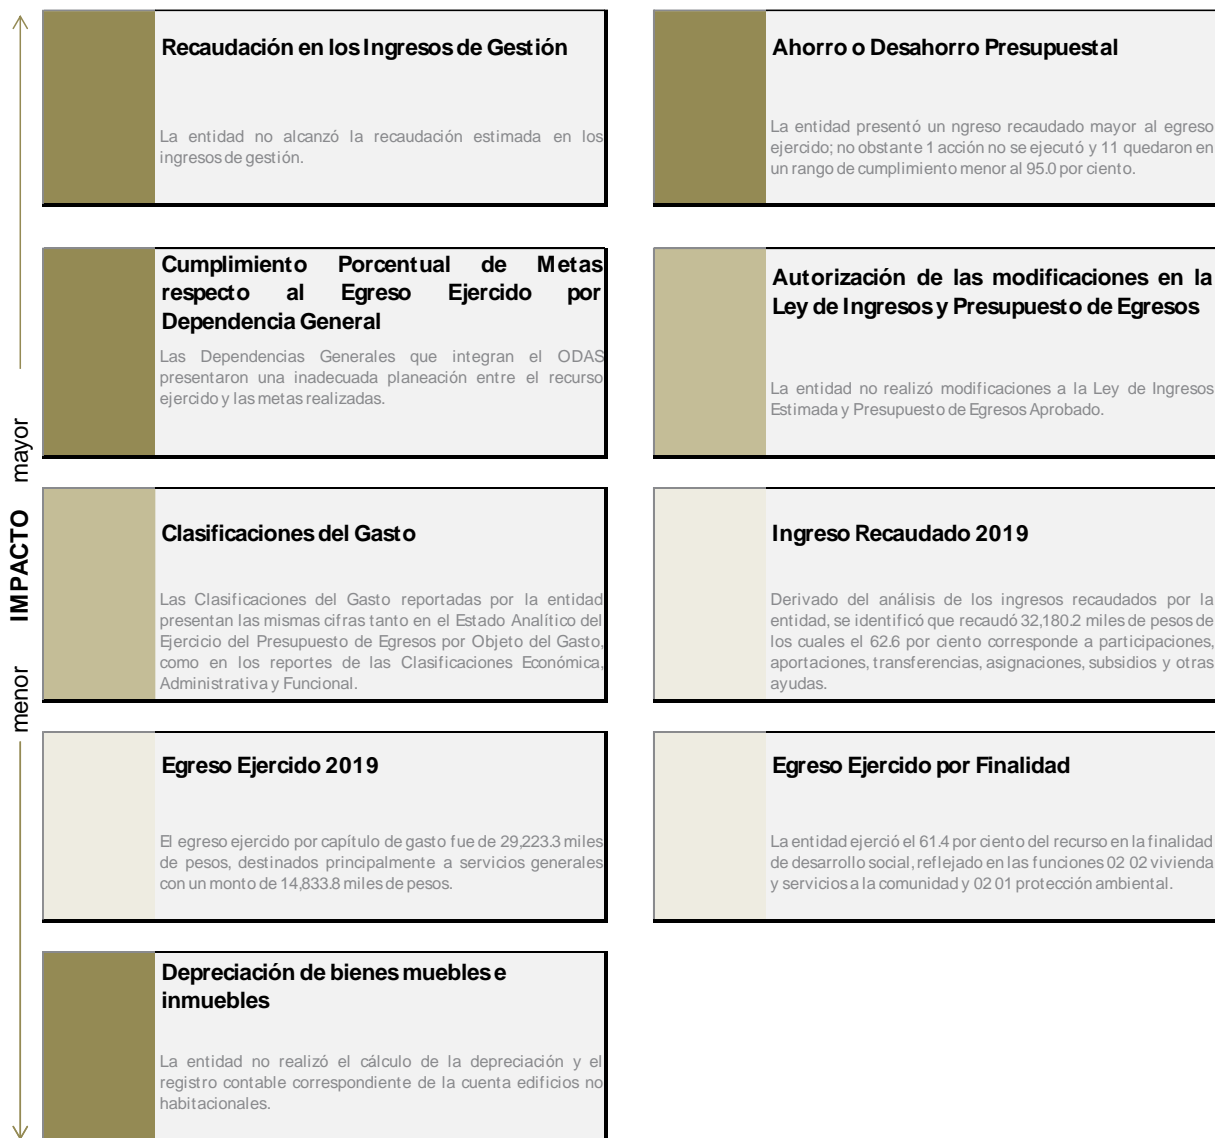 Recaudación en los Ingresos de Gestión
La entidad no alcanzó la recaudación estimada en los
ingresos de gestión.
Ahorro o Desahorro Presupuestal
La entidad presentó un ngreso recaudado mayor al egreso
ejercido; no obstante 1 acción no se ejecutó y 11 quedaron en
un rango de cumplimiento menor al 95.0 por ciento.
Cumplimiento Porcentual de Metas
respecto al Egreso Ejercido por
Dependencia General
Las Dependencias Generales que integran el ODAS
presentaron una inadecuada planeación entre el recurso
ejercido y las metas realizadas.
Autorización de las modificaciones en la
Ley de Ingresos y Presupuesto de Egresos
La entidad no realizó modificaciones a la Ley de Ingresos
Estimada y Presupuesto de Egresos Aprobado.
menor IMPACTO mayor
Clasificaciones del Gasto
Las Clasificaciones del Gasto reportadas por la entidad
presentan las mismas cifras tanto en el Estado Analítico del
Ejercicio del Presupuesto de Egresos por Objeto del Gasto,
como en los reportes de las Clasificaciones Económica,
Administrativa y Funcional.
Ingreso Recaudado 2019
Derivado del análisis de los ingresos recaudados por la
entidad, se identificó que recaudó 32,180.2 miles de pesos de
los cuales el 62.6 por ciento corresponde a participaciones,
aportaciones, transferencias, asignaciones, subsidios y otras
ayudas.
Egreso Ejercido 2019
El egreso ejercido por capítulo de gasto fue de 29,223.3 miles
de pesos, destinados principalmente a servicios generales
con un monto de 14,833.8 miles de pesos.
Egreso Ejercido por Finalidad
La entidad ejerció el 61.4 por ciento del recurso en la finalidad
de desarrollo social, reflejado en las funciones 02 02 vivienda
y servicios a la comunidad y 02 01 protección ambiental.
Depreciación de bienes muebles e
inmuebles
La entidad no realizó el cálculo de la depreciación y el
registro contable correspondiente de la cuenta edificios no
habitacionales.